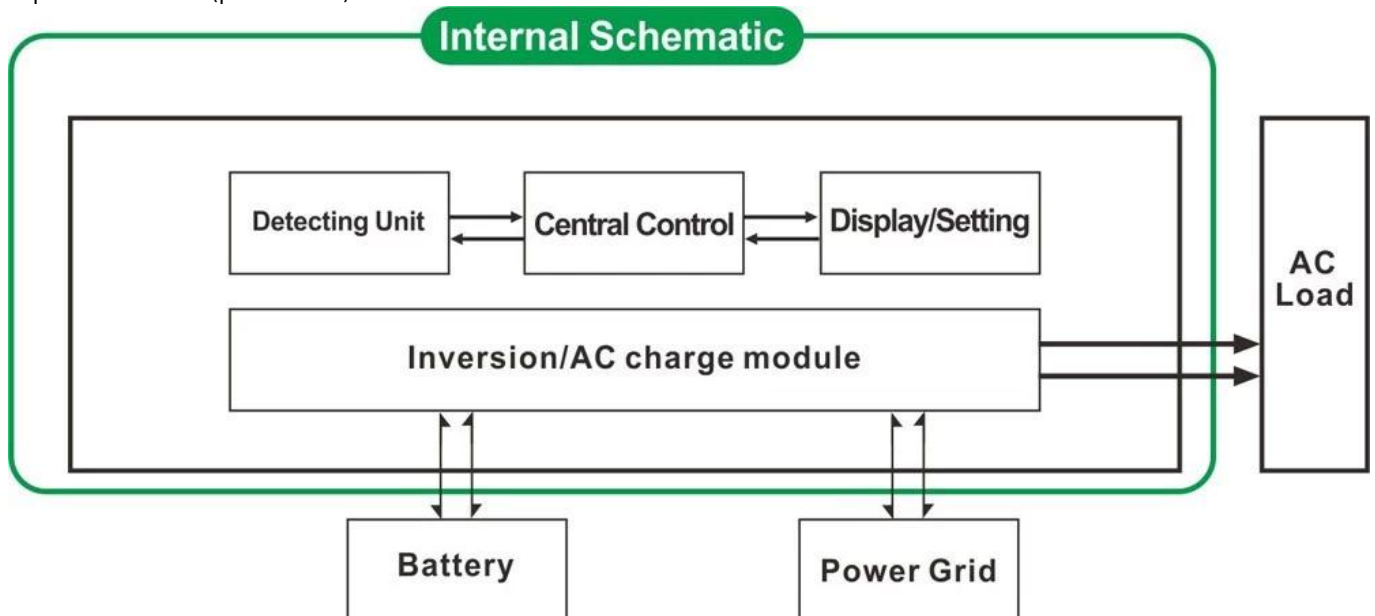 Internal Schematic
Detecting Unit
Central Control
Display/Setting
AC
Load
Inversion/AC charge module
Battery
Power Grid